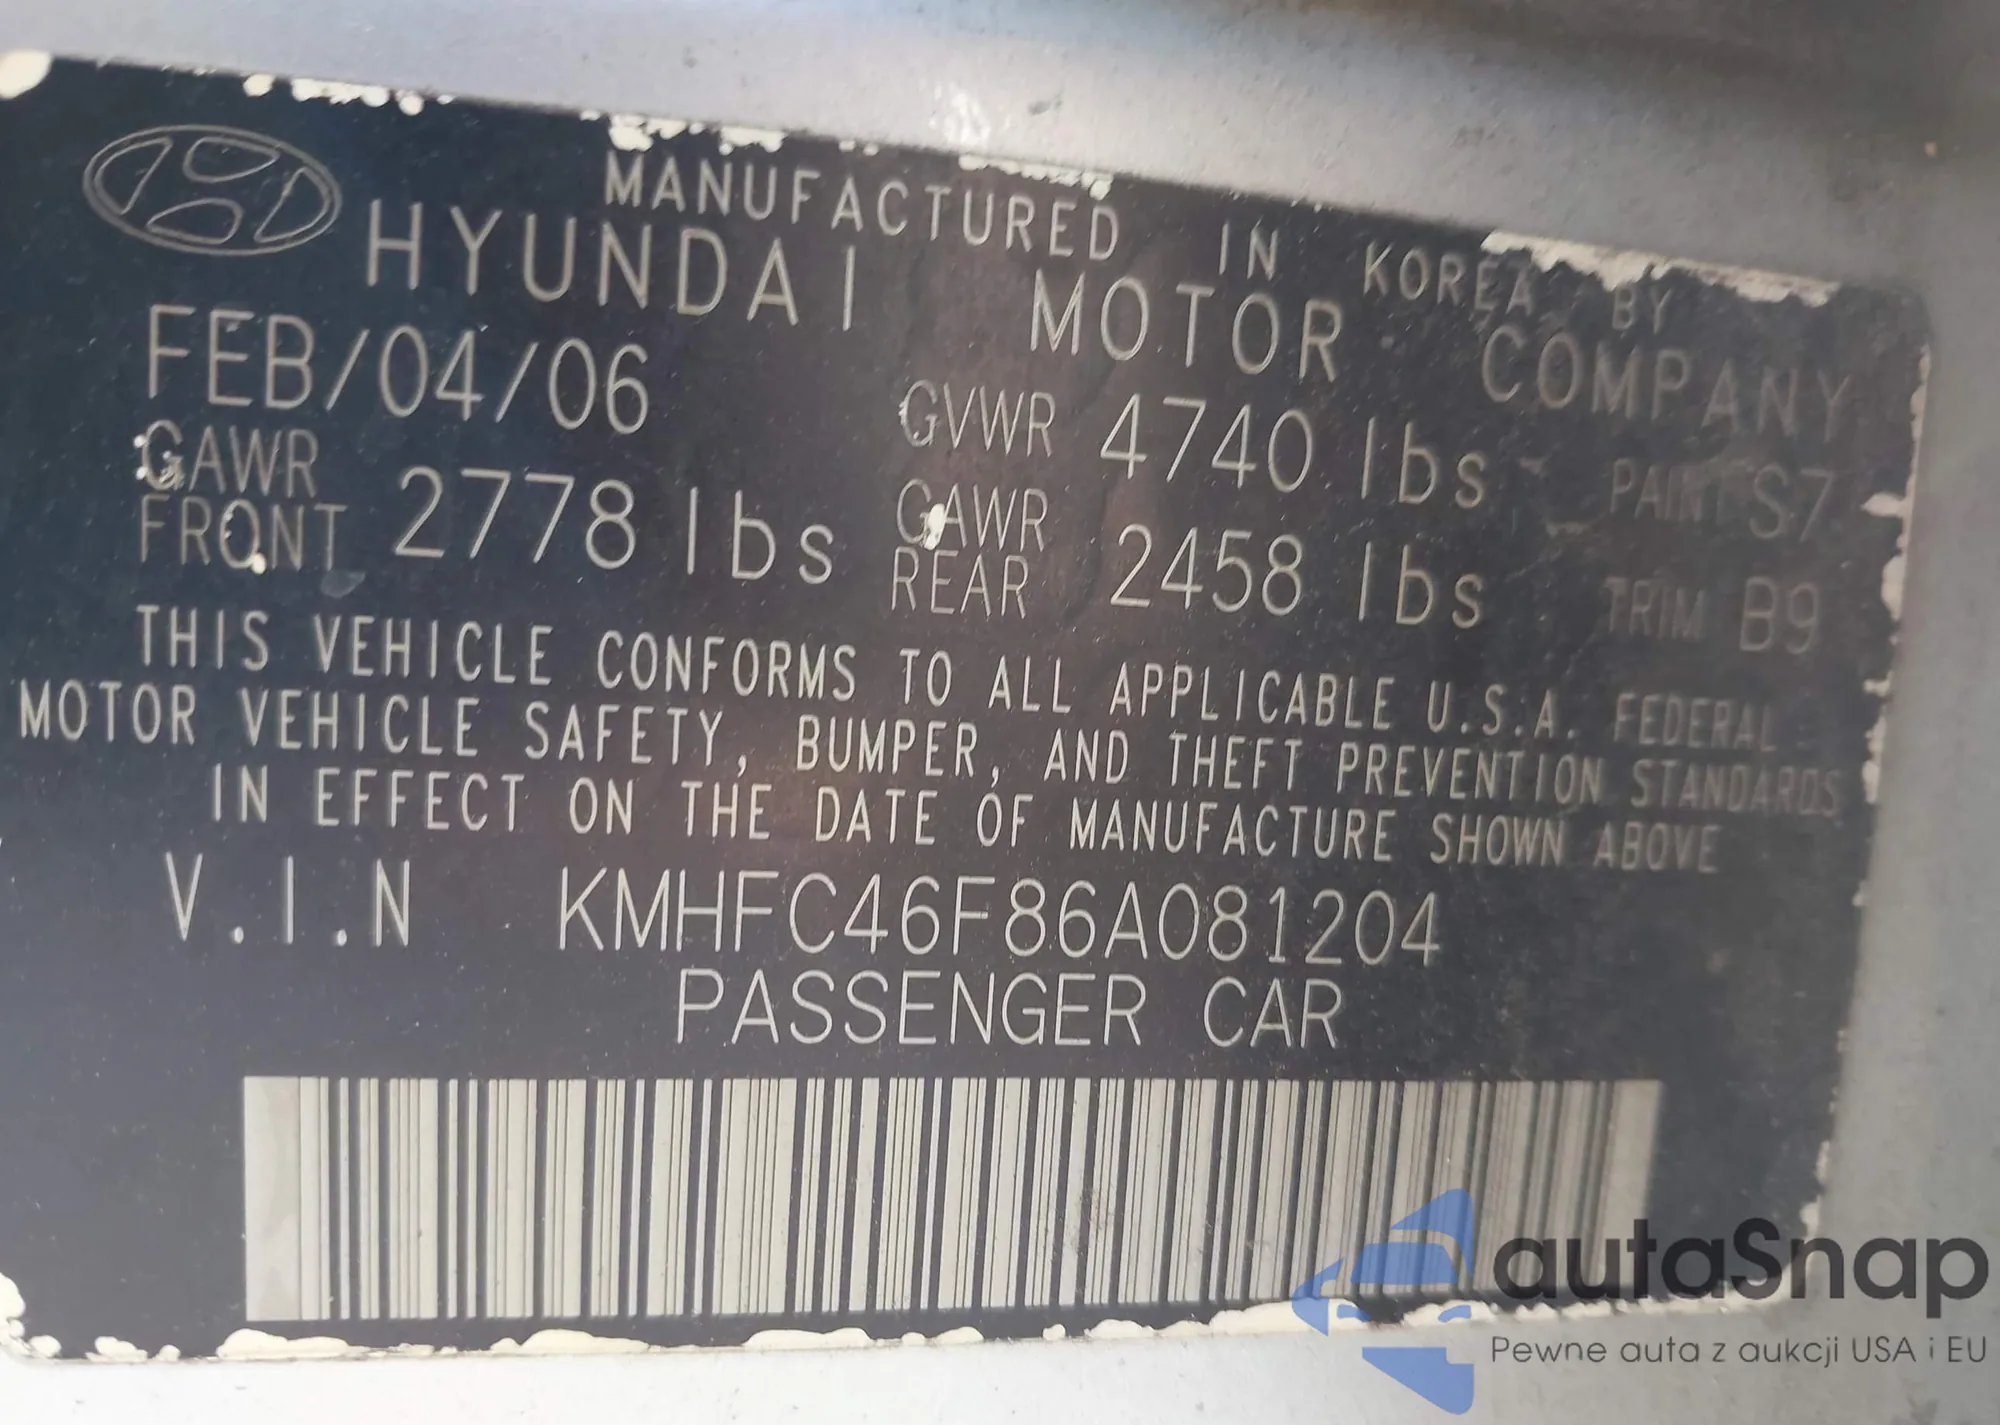 MANUFACTURED IN KOREA BY
HYUNDAI MOTOR COMPANY
FEB/04/06 GVWR 4740 lbs PAINT S7
GAWR FRONT 2778 lbs GAWR REAR 2458 lbs TRIM B9
THIS VEHICLE CONFORMS TO ALL APPLICABLE U.S.A. FEDERAL
MOTOR VEHICLE SAFETY, BUMPER, AND THEFT PREVENTION STANDARDS
IN EFFECT ON THE DATE OF MANUFACTURE SHOWN ABOVE
V.I.N KMHFC46F86A081204
PASSENGER CAR
autaSnap
Pewne auta z aukcji USA i EU